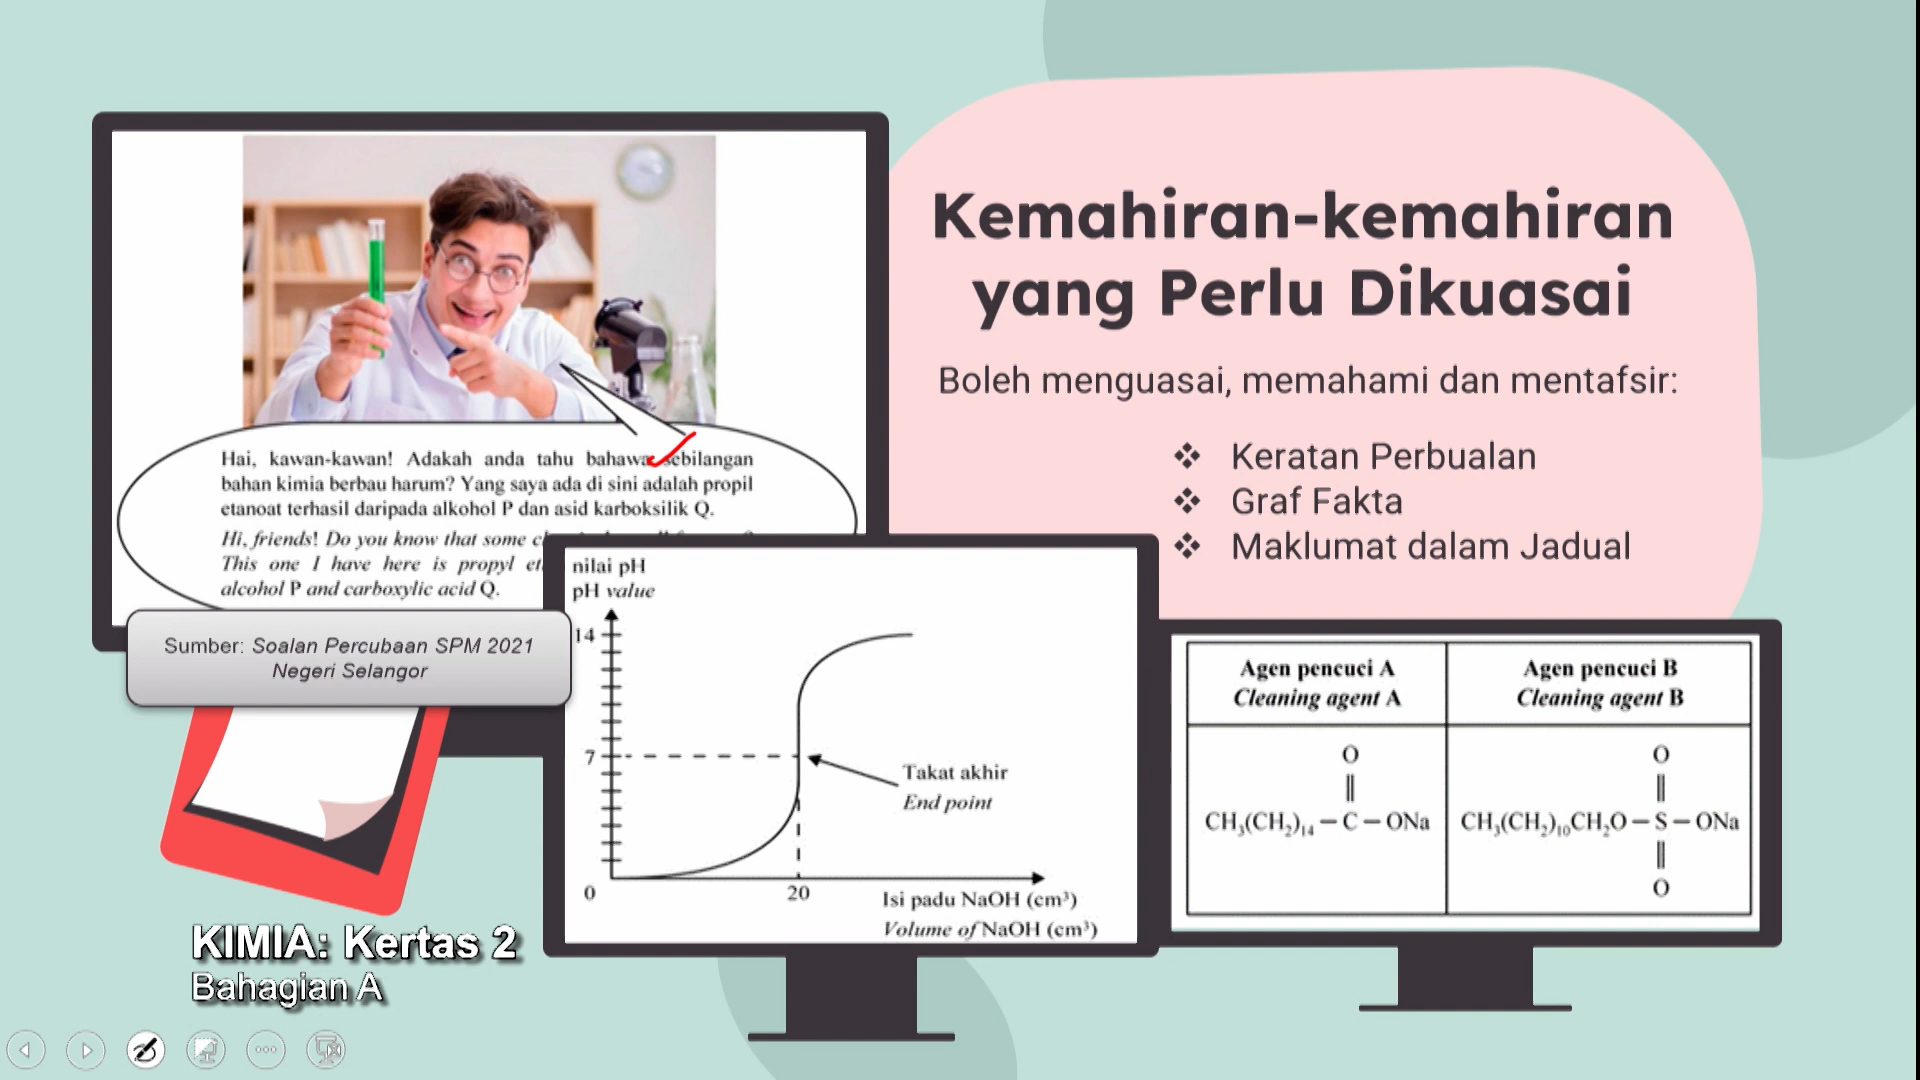 Kemahiran-kemahiran
yang Perlu Dikuasai
Boleh menguasai, memahami dan mentafsir:
❖ Keratan Perbualan
❖ Graf Fakta
❖ Maklumat dalam Jadual
Hai, kawan-kawan! Adakah anda tahu bahawa sebilangan
bahan kimia berbau harum? Yang saya ada di sini adalah propil
etanoat terhasil daripada alkohol P dan asid karboksilik Q.
Hi, friends! Do you know that some
This one I have here is propyl
alcohol P and carboxylic acid Q.
Sumber: Soalan Percubaan SPM 2021
Negeri Selangor
nilai pH
pH value
14
7
Takat akhir
End point
0
20
Isi padu NaOH (cm³)
Volume of NaOH (cm³)
Agen pencuci A
Cleaning agent A
Agen pencuci B
Cleaning agent B
O
||
CH₃(CH₂)₁₄ — C — ONa
O
||
CH₃(CH₂)₁₀CH₂O — S — ONa
||
O
KIMIA: Kertas 2
Bahagian A